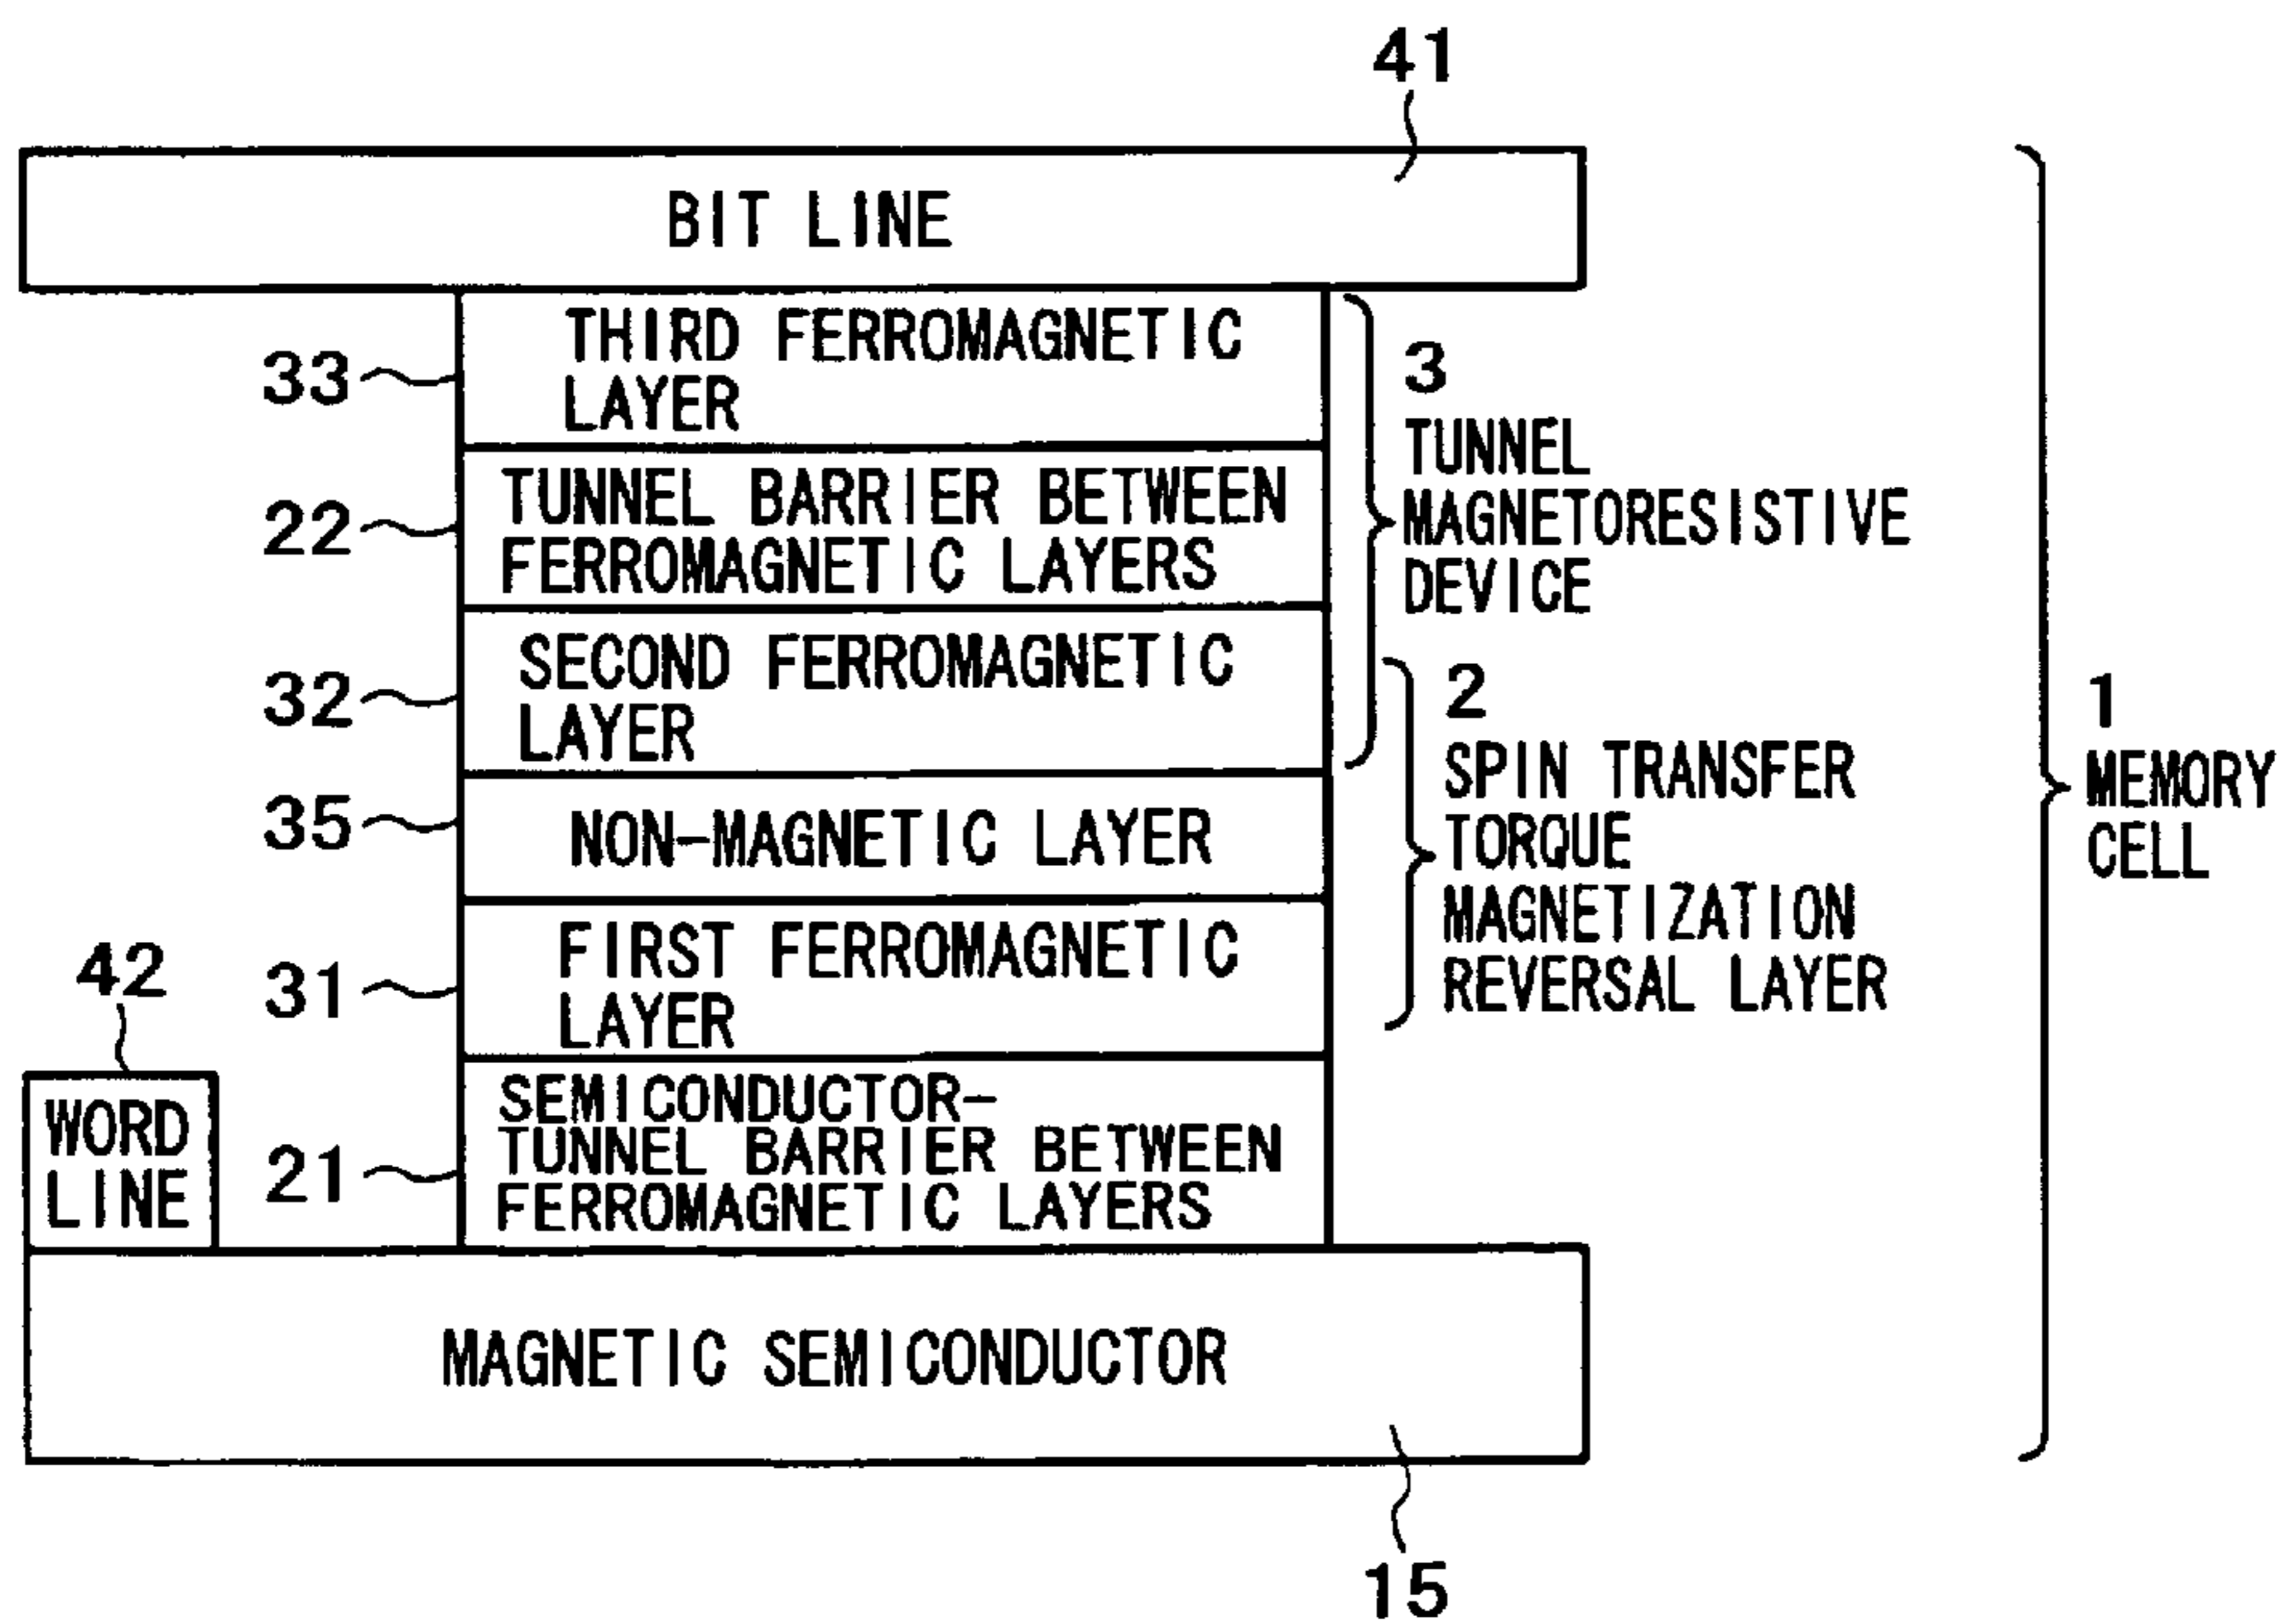 41
BIT LINE
33
THIRD FERROMAGNETIC
LAYER
22
TUNNEL BARRIER BETWEEN
FERROMAGNETIC LAYERS
32
SECOND FERROMAGNETIC
LAYER
35
NON-MAGNETIC LAYER
31
FIRST FERROMAGNETIC
LAYER
21
SEMICONDUCTOR-
TUNNEL BARRIER BETWEEN
FERROMAGNETIC LAYERS
42
WORD
LINE
MAGNETIC SEMICONDUCTOR
15
3
TUNNEL
MAGNETORESISTIVE
DEVICE
2
SPIN TRANSFER
TORQUE
MAGNETIZATION
REVERSAL LAYER
1
MEMORY
CELL